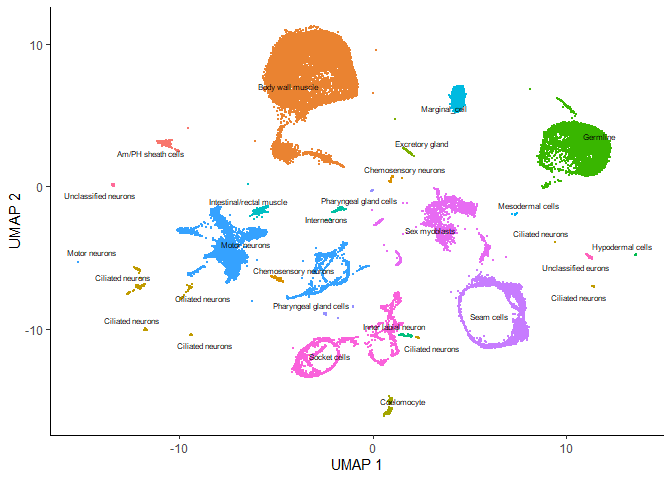 10
Body wall muscle
Marginal cell
Germline
Excretory gland
Am/PH sheath cells
Chemosensory neurons
0
Unclassified neurons
Intestinal/rectal muscle
Pharyngeal gland cells
Mesodermal cells
Interneurons
Sex myoblasts
Ciliated neurons
Motor neurons
Motor neurons
Hypodermal cells
Chemosensory neurons
Unclassified eurons
Ciliated neurons
Ciliated neurons
Ciliated neurons
Pharyngeal gland cells
Seam cells
Ciliated neurons
-10
Inner labia neuron
Ciliated neurons
Ciliated neurons
Socket cells
Coelomocyte
-10
0
10
UMAP 1
UMAP 2